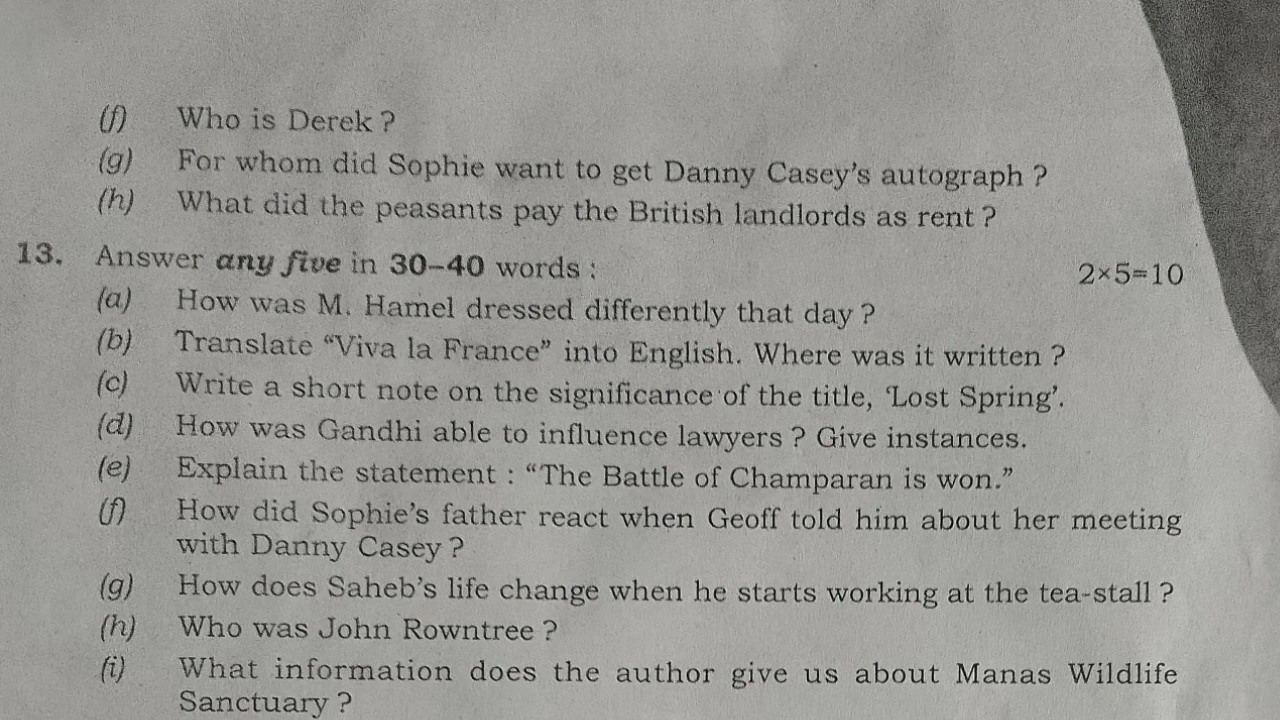 (f) Who is Derek ?
(g) For whom did Sophie want to get Danny Casey's autograph ?
(h) What did the peasants pay the British landlords as rent ?
13. Answer any five in 30–40 words : 2×5=10
(a) How was M. Hamel dressed differently that day ?
(b) Translate “Viva la France” into English. Where was it written ?
(c) Write a short note on the significance of the title, ‘Lost Spring’.
(d) How was Gandhi able to influence lawyers ? Give instances.
(e) Explain the statement : “The Battle of Champaran is won.”
(f) How did Sophie's father react when Geoff told him about her meeting
with Danny Casey ?
(g) How does Saheb's life change when he starts working at the tea-stall ?
(h) Who was John Rowntree ?
(i) What information does the author give us about Manas Wildlife
Sanctuary ?